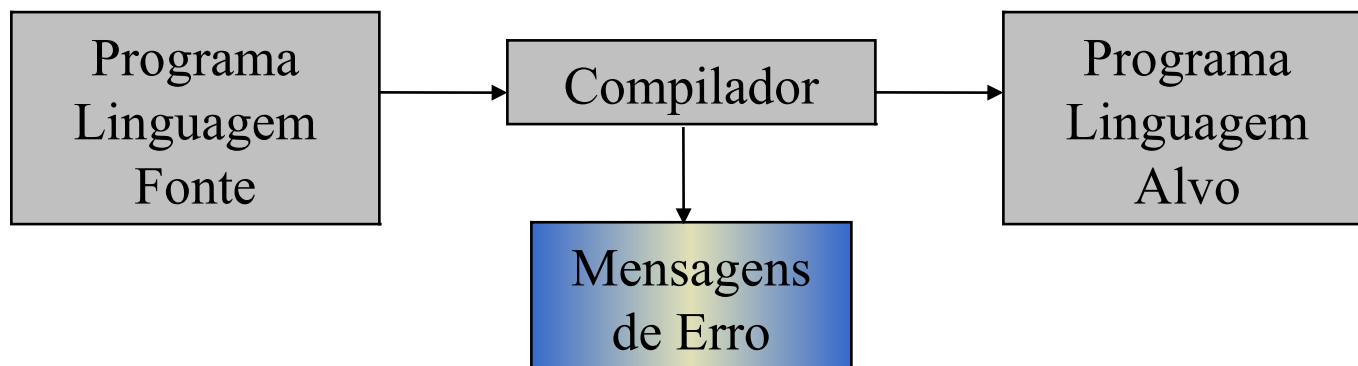 Programa
Linguagem
Fonte
Compilador
Programa
Linguagem
Alvo
Mensagens
de Erro